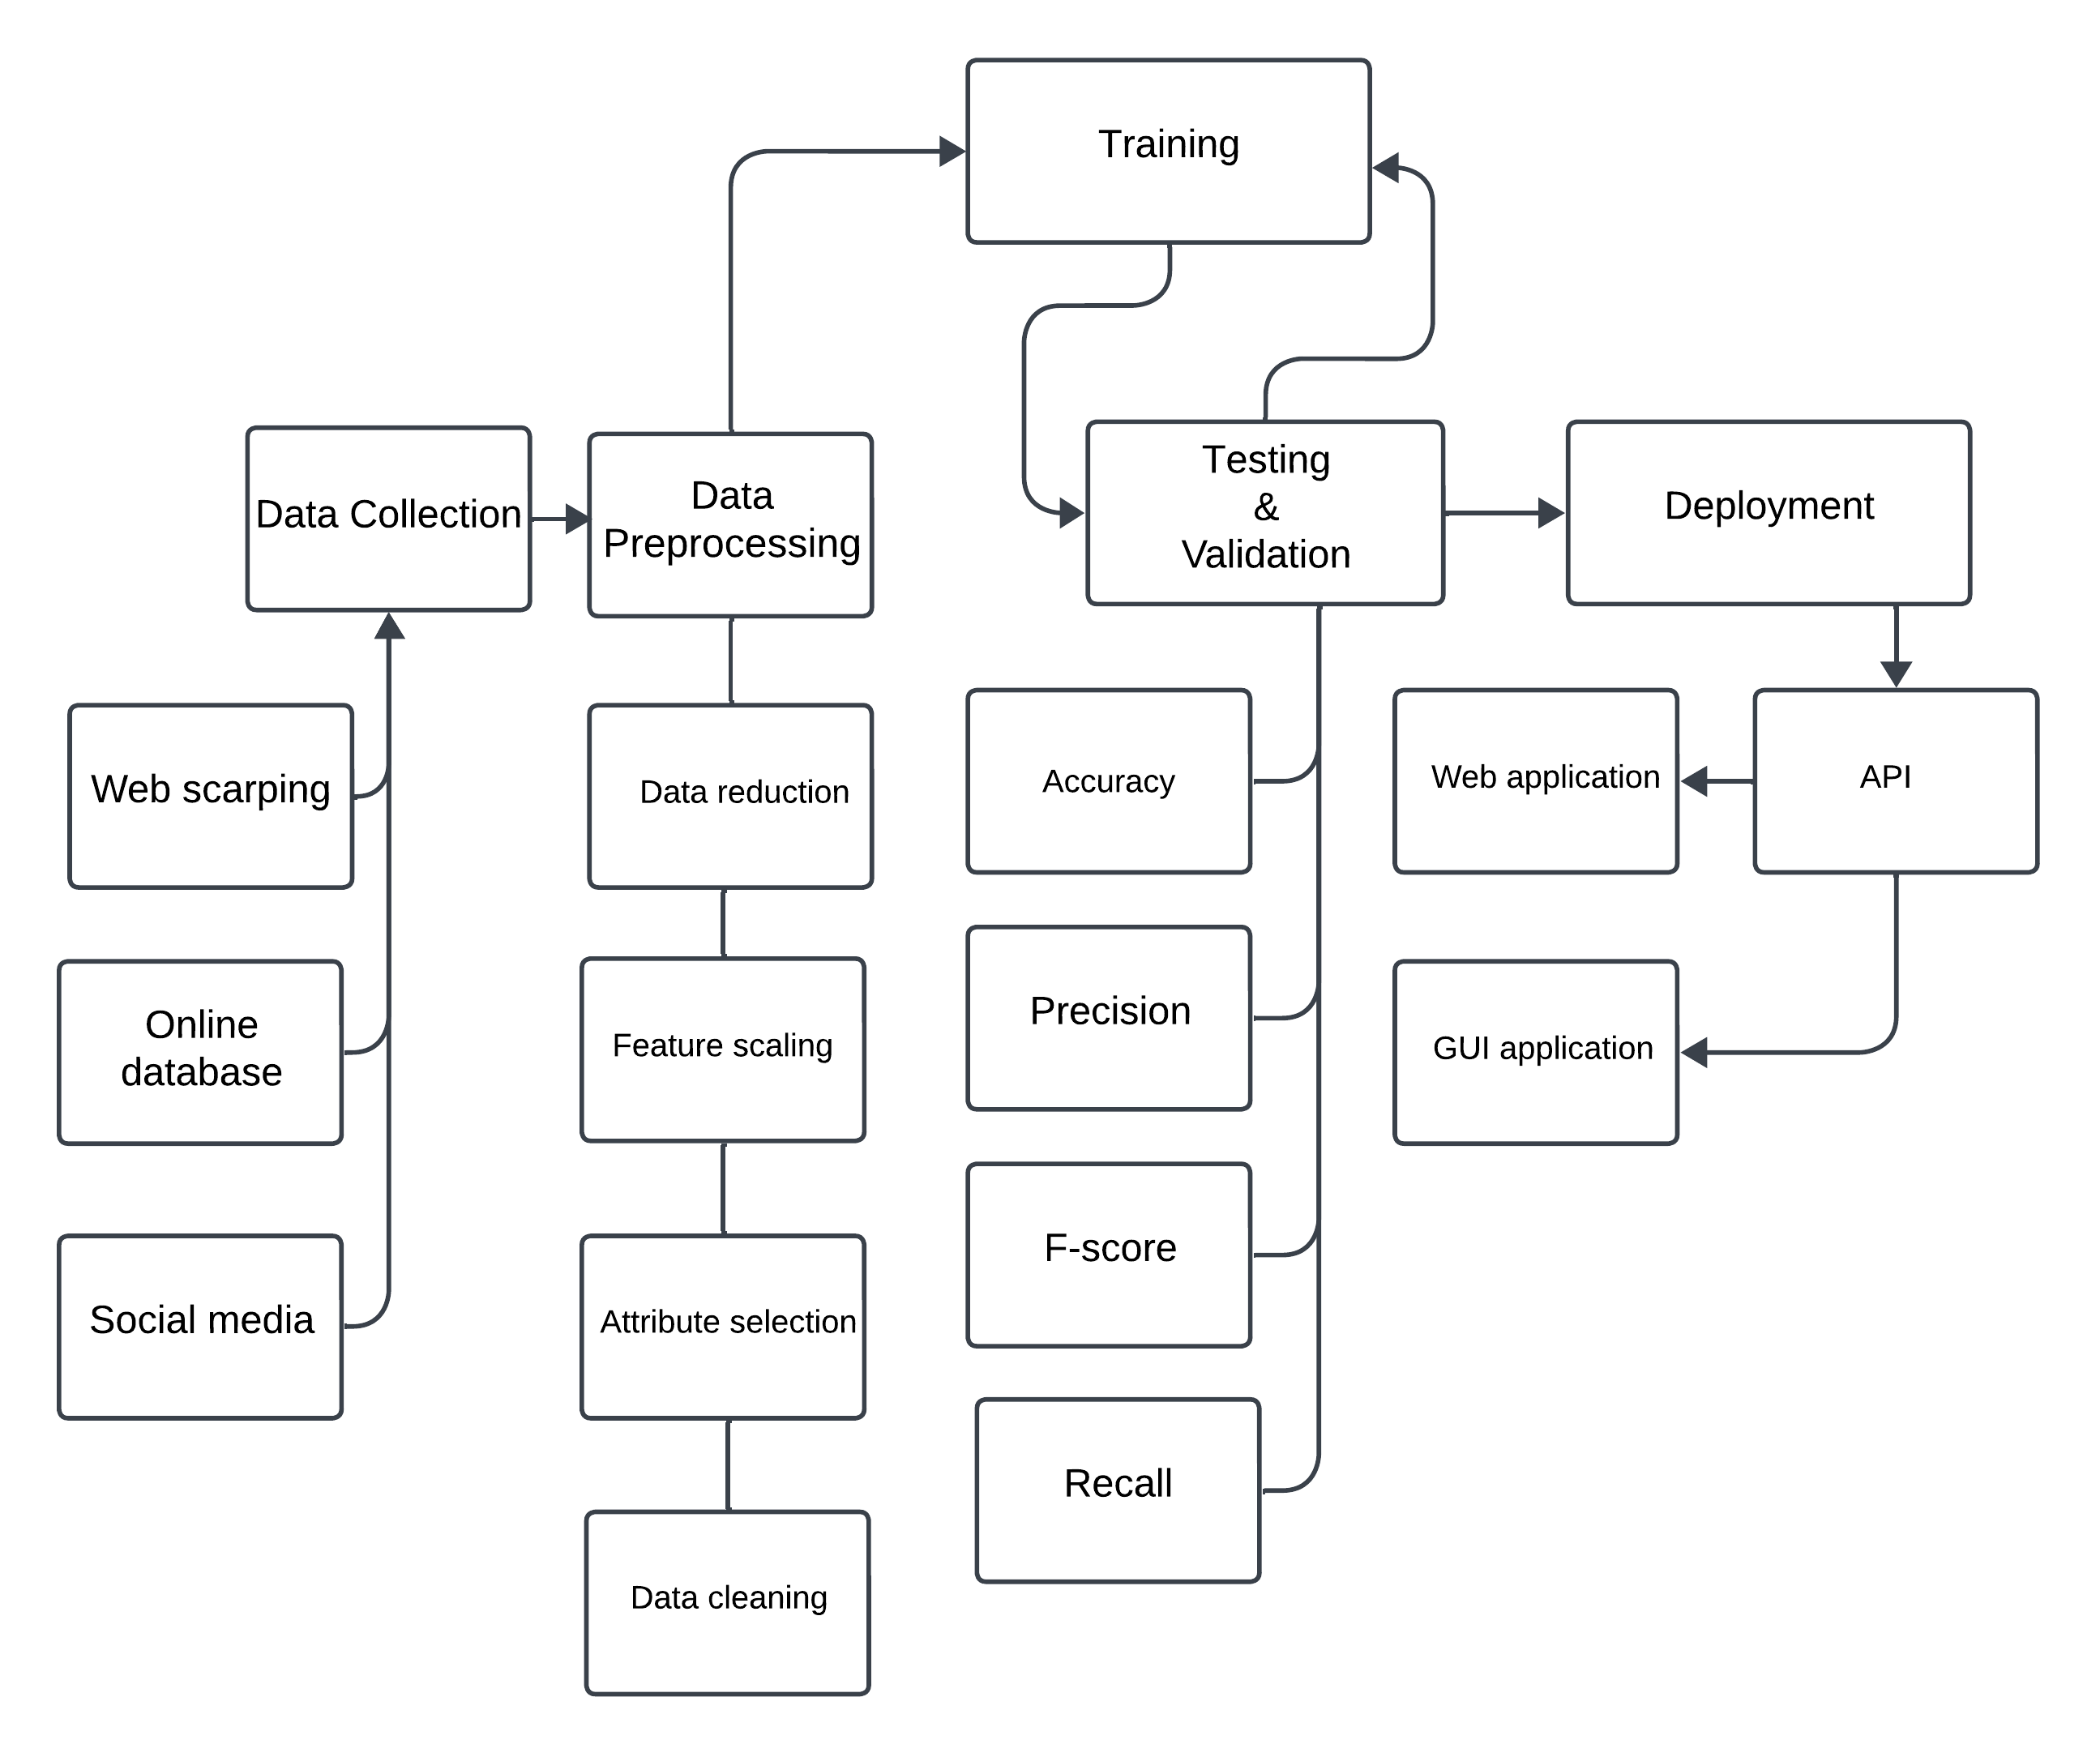 Training
Data Collection
Data
Preprocessing
Testing
&
Validation
Deployment
Web scarping
Online
database
Social media
Data reduction
Feature scaling
Attribute selection
Data cleaning
Accuracy
Precision
F-score
Recall
Web application
API
GUI application